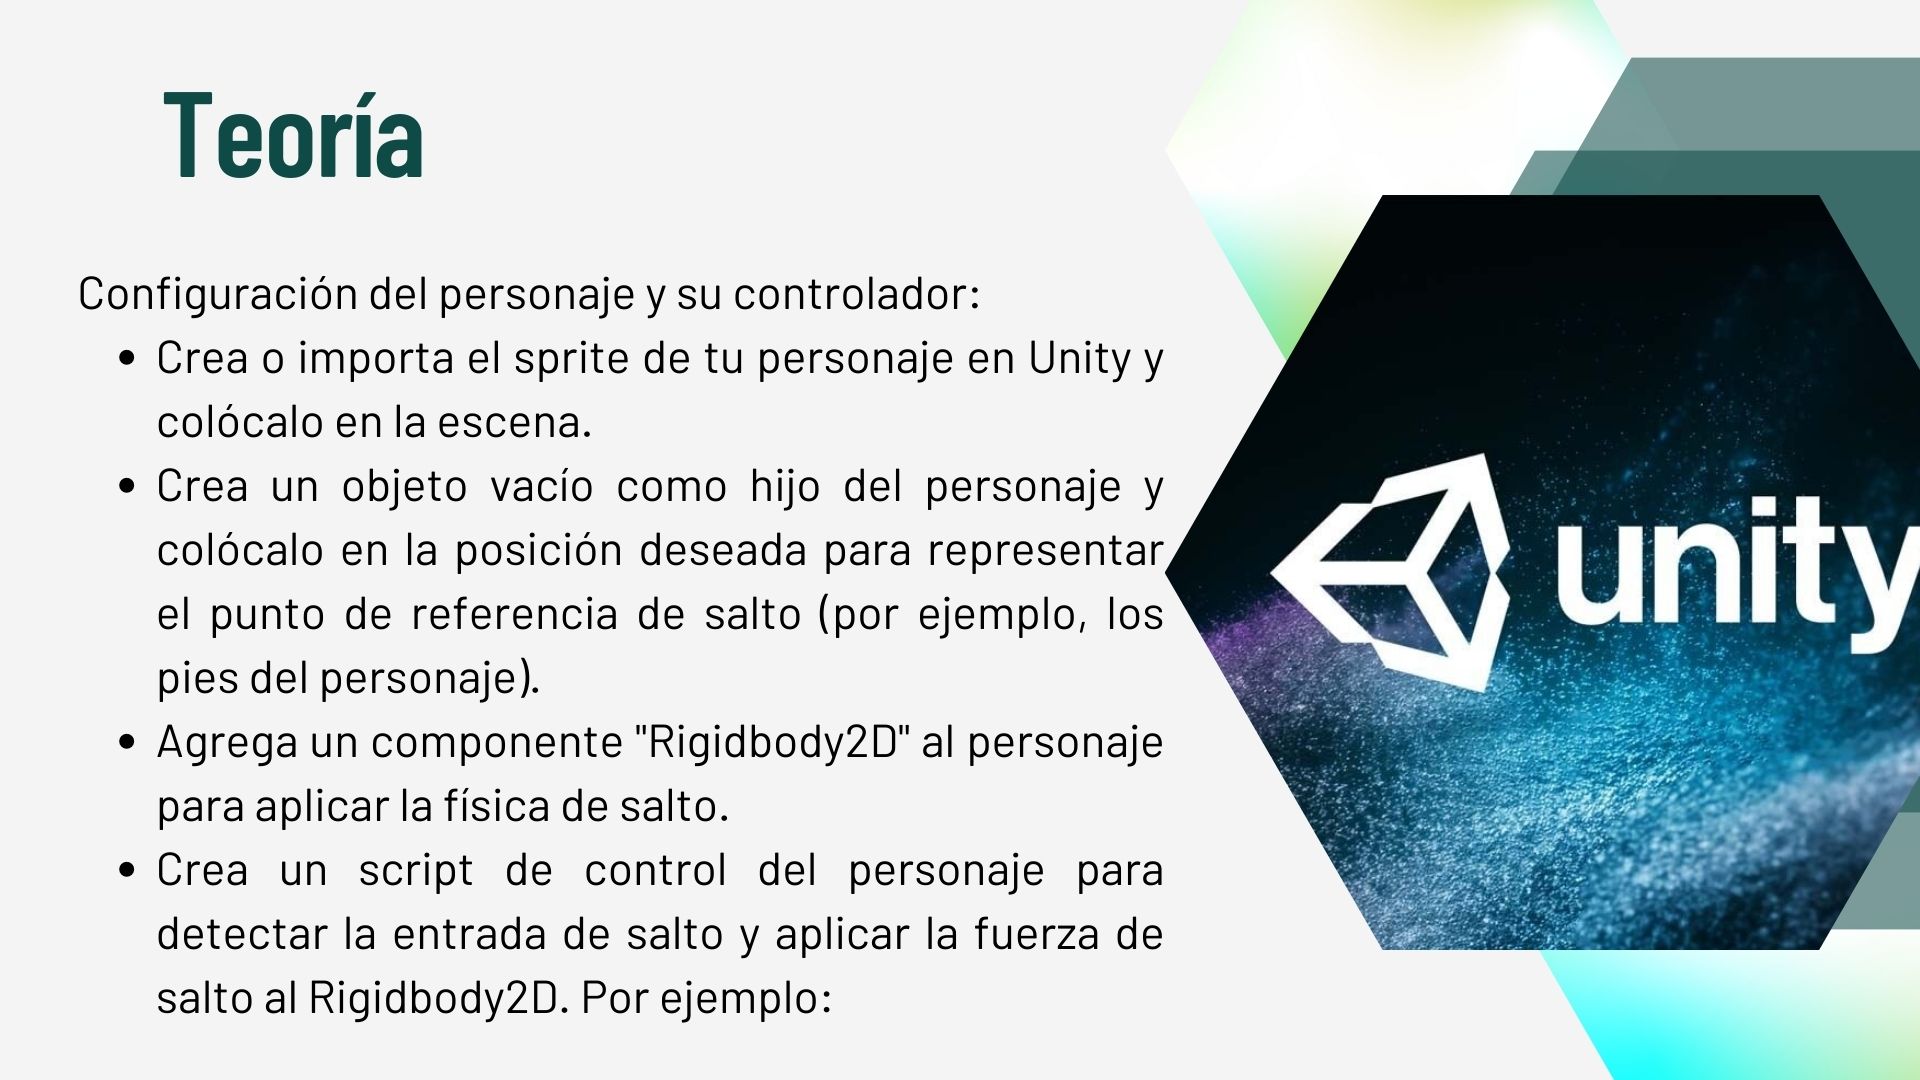 Teoría
Configuración del personaje y su controlador:
• Crea o importa el sprite de tu personaje en Unity y
colócalo en la escena.
• Crea un objeto vacío como hijo del personaje y
colócalo en la posición deseada para representar
el punto de referencia de salto (por ejemplo, los
pies del personaje).
• Agrega un componente "Rigidbody2D" al personaje
para aplicar la física de salto.
• Crea un script de control del personaje para
detectar la entrada de salto y aplicar la fuerza de
salto al Rigidbody2D. Por ejemplo:
unity